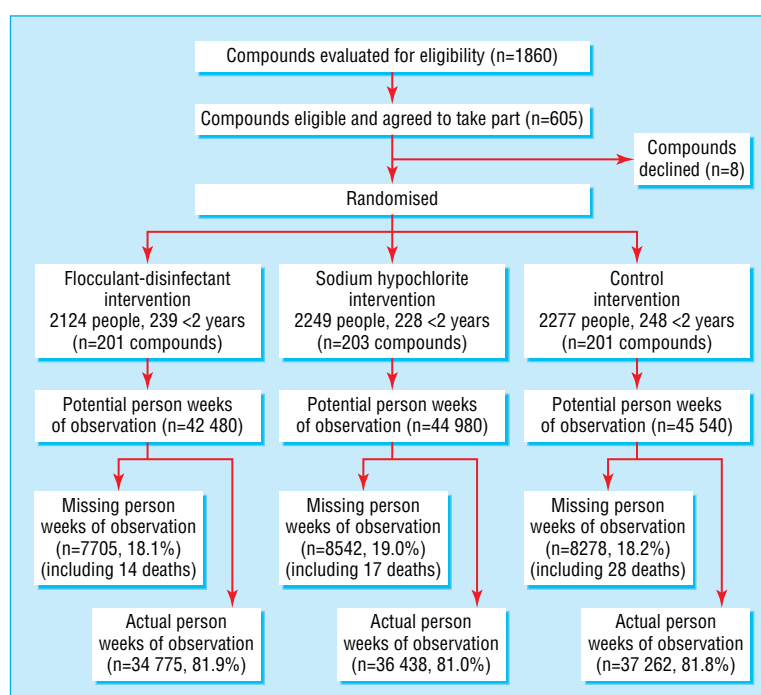 Compounds evaluated for eligibility (n=1860)
Compounds eligible and agreed to take part (n=605)
Compounds
declined (n=8)
Randomised
Flocculant-disinfectant
intervention
2124 people, 239 <2 years
(n=201 compounds)
Sodium hypochlorite
intervention
2249 people, 228 <2 years
(n=203 compounds)
Control
intervention
2277 people, 248 <2 years
(n=201 compounds)
Potential person weeks
of observation (n=42 480)
Potential person weeks
of observation (n=44 980)
Potential person weeks
of observation (n=45 540)
Missing person
weeks of observation
(n=7705, 18.1%)
(including 14 deaths)
Missing person
weeks of observation
(n=8542, 19.0%)
(including 17 deaths)
Missing person
weeks of observation
(n=8278, 18.2%)
(including 28 deaths)
Actual person
weeks of observation
(n=34 775, 81.9%)
Actual person
weeks of observation
(n=36 438, 81.0%)
Actual person
weeks of observation
(n=37 262, 81.8%)